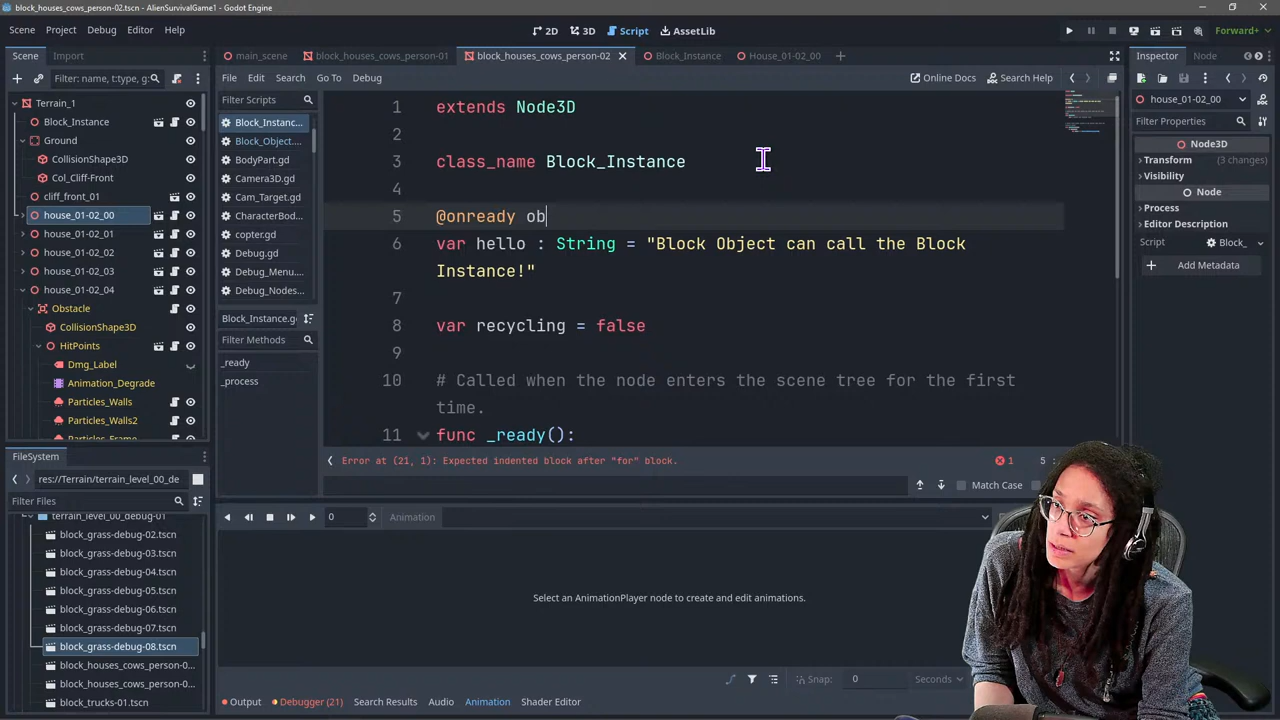 block_houses_cows_person-02.tscn - AlienSurvivalGame1 - Godot Engine
Scene Project Debug Editor Help
2D 3D Script AssetLib
Forward+
Scene Import
main_scene block_houses_cows_person-01 block_houses_cows_person-02 Block_Instance House_01-02_00
Inspector Node
Filter: name, t:type, g:
File Edit Search Go To Debug
Online Docs Search Help
Terrain_1
Block_Instance
Ground
CollisionShape3D
Col_Cliff-Front
cliff_front_01
house_01-02_00
house_01-02_01
house_01-02_02
house_01-02_03
house_01-02_04
Obstacle
CollisionShape3D
HitPoints
Dmg_Label
Animation_Degrade
Particles_Walls
Particles_Walls2
Particles_Frame
Filter Scripts
Block_Instanc...
Block_Object....
BodyPart.gd
Camera3D.gd
Cam_Target.gd
CharacterBod...
copter.gd
Debug.gd
Debug_Menu....
Debug_Nodes...
Block_Instance.g
Filter Methods
_ready
_process
1 extends Node3D
2
3 class_name Block_Instance
4
5 @onready ob
6 var hello : String = "Block Object can call the Block
Instance!"
7
8 var recycling = false
9
10 # Called when the node enters the scene tree for the first
time.
11 func _ready():
Error at (21, 1): Expected indented block after "for" block.
1 5 :
Match Case
house_01-02_00
Filter Properties
Node3D
Transform (3 changes)
Visibility
Node
Process
Editor Description
Script Block_
Add Metadata
FileSystem
res://Terrain/terrain_level_00_de
Filter Files
terrain_level_00_debug-01
block_grass-debug-02.tscn
block_grass-debug-03.tscn
block_grass-debug-04.tscn
block_grass-debug-05.tscn
block_grass-debug-06.tscn
block_grass-debug-07.tscn
block_grass-debug-08.tscn
block_houses_cows_person-0...
block_houses_cows_person-0...
block_trucks-01.tscn
0 Animation
Select an AnimationPlayer node to create and edit animations.
Snap: 0 Seconds
Output Debugger (21) Search Results Audio Animation Shader Editor